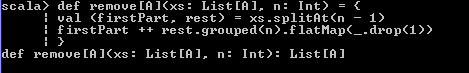 scala> def remove[A](xs: List[A], n: Int) = {
     | val (firstPart, rest) = xs.splitAt(n - 1)
     | firstPart ++ rest.grouped(n).flatMap(_.drop(1))
     | }
def remove[A](xs: List[A], n: Int): List[A]